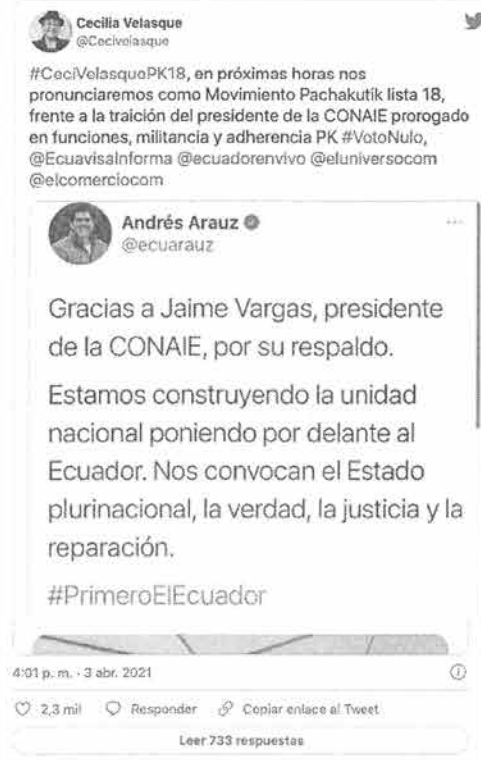 Cecilia Velasque
@Cecivelasque
#CeciVelasquePK18, en próximas horas nos
pronunciaremos como Movimiento Pachakutik lista 18,
frente a la traición del presidente de la CONAIE prorogado
en funciones, militancia y adherencia PK #VotoNulo,
@EcuavisaInforma @ecuadorenvivo @eluniversocom
@elcomerciocom
Andrés Arauz
@ecuarauz
Gracias a Jaime Vargas, presidente
de la CONAIE, por su respaldo.
Estamos construyendo la unidad
nacional poniendo por delante al
Ecuador. Nos convocan el Estado
plurinacional, la verdad, la justicia y la
reparación.
#PrimeroElEcuador
4:01 p. m. · 3 abr. 2021
2,3 mil Responder Copiar enlace al Tweet
Leer 733 respuestas